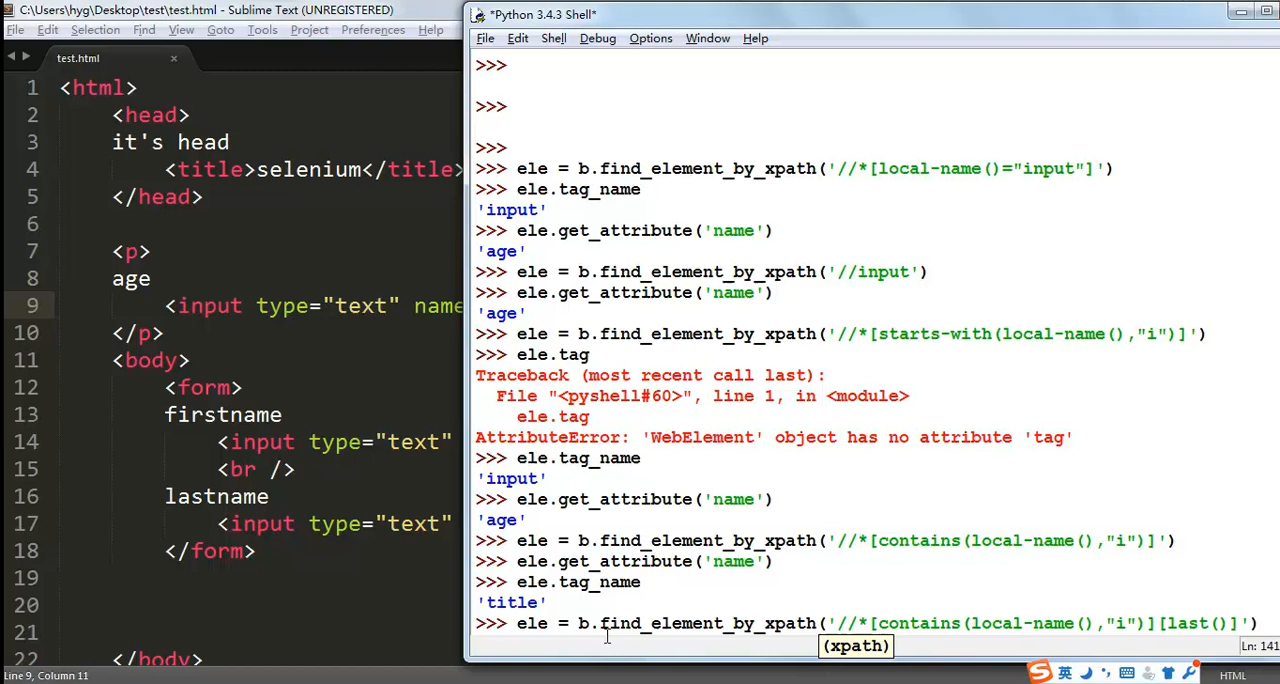 C:\Users\hyg\Desktop\test\test.html - Sublime Text (UNREGISTERED)
File Edit Selection Find View Goto Tools Project Preferences Help
test.html ×
1 <html>
2 <head>
3 it's head
4 <title>selenium</title>
5 </head>
6
7 <p>
8 age
9 <input type="text" name
10 </p>
11 <body>
12 <form>
13 firstname
14 <input type="text"
15 <br />
16 lastname
17 <input type="text"
18 </form>
19
20
21
22 </body>
Line 9, Column 11
*Python 3.4.3 Shell*
File Edit Shell Debug Options Window Help
>>>
>>>
>>>
>>> ele = b.find_element_by_xpath('//*[local-name()="input"]')
>>> ele.tag_name
'input'
>>> ele.get_attribute('name')
'age'
>>> ele = b.find_element_by_xpath('//input')
>>> ele.get_attribute('name')
'age'
>>> ele = b.find_element_by_xpath('//*[starts-with(local-name(),"i")]')
>>> ele.tag
Traceback (most recent call last):
File "<pyshell#60>", line 1, in <module>
ele.tag
AttributeError: 'WebElement' object has no attribute 'tag'
>>> ele.tag_name
'input'
>>> ele.get_attribute('name')
'age'
>>> ele = b.find_element_by_xpath('//*[contains(local-name(),"i")]')
>>> ele.get_attribute('name')
>>> ele.tag_name
'title'
>>> ele = b.find_element_by_xpath('//*[contains(local-name(),"i")][last()]')
(xpath)
Ln: 141
英
HTML